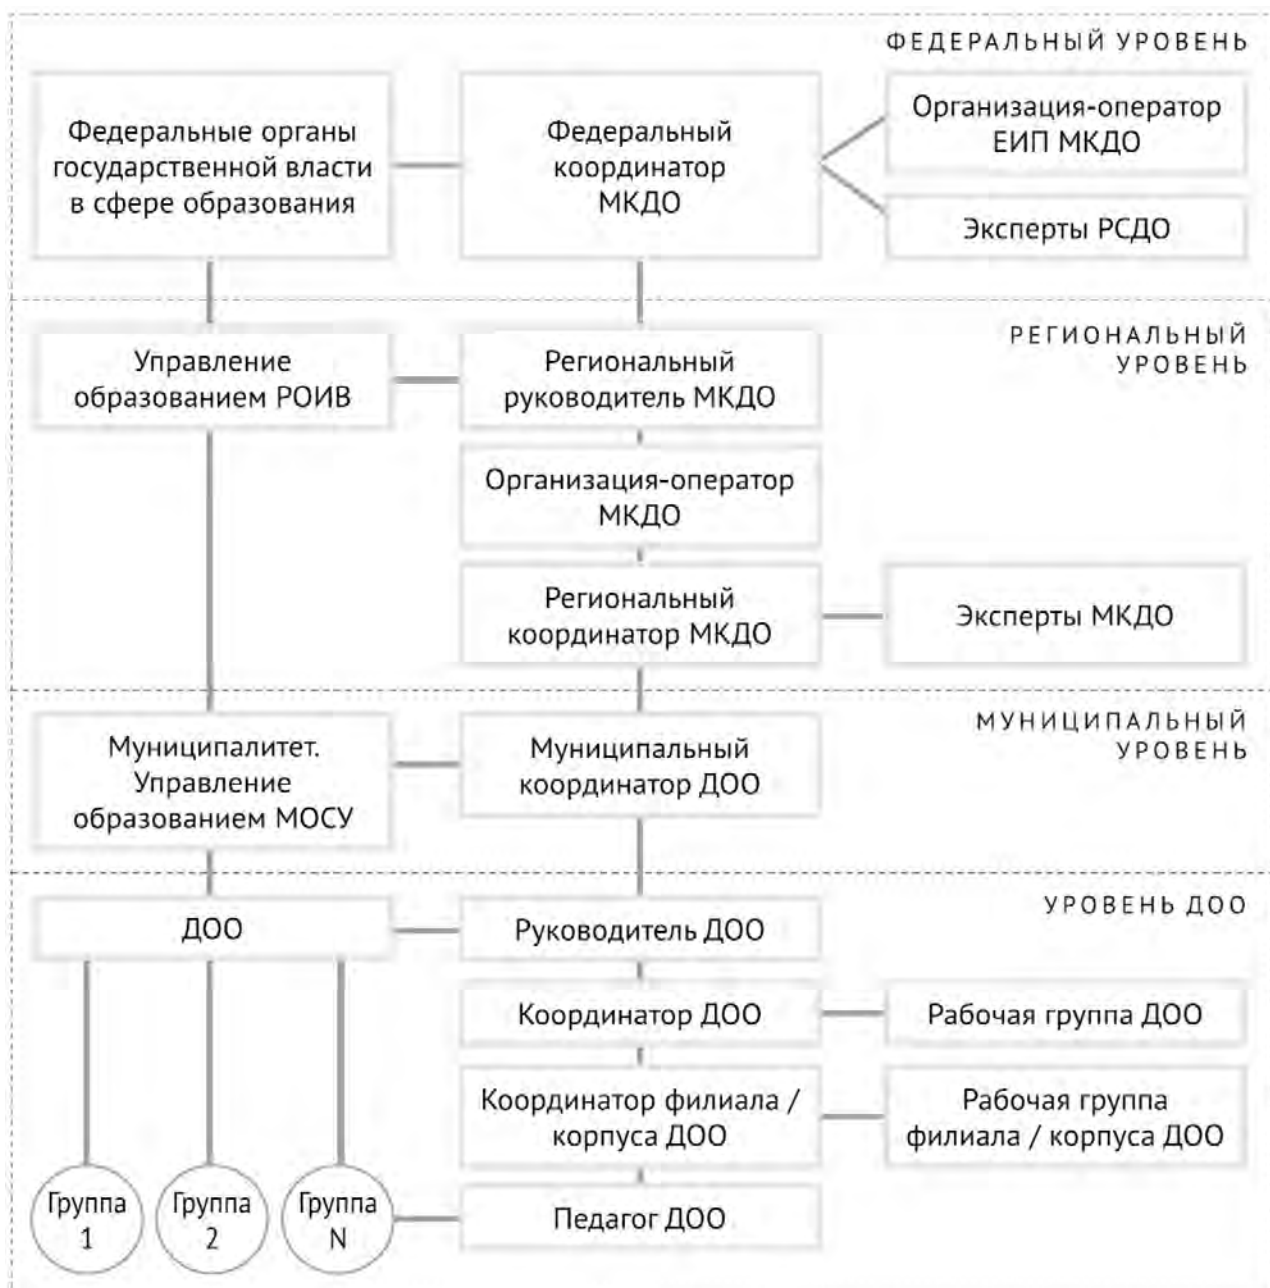 ФЕДЕРАЛЬНЫЙ УРОВЕНЬ
Федеральные органы
государственной власти
в сфере образования
Федеральный
координатор
МКДО
Организация-оператор
ЕИП МКДО
Эксперты РСДО
РЕГИОНАЛЬНЫЙ
УРОВЕНЬ
Управление
образованием РОИВ
Региональный
руководитель МКДО
Организация-оператор
МКДО
Региональный
координатор МКДО
Эксперты МКДО
МУНИЦИПАЛЬНЫЙ
УРОВЕНЬ
Муниципалитет.
Управление
образованием МОСУ
Муниципальный
координатор ДОО
УРОВЕНЬ ДОО
ДОО
Руководитель ДОО
Координатор ДОО
Рабочая группа ДОО
Координатор филиала /
корпуса ДОО
Рабочая группа
филиала / корпуса ДОО
Группа
1
Группа
2
Группа
N
Педагог ДОО